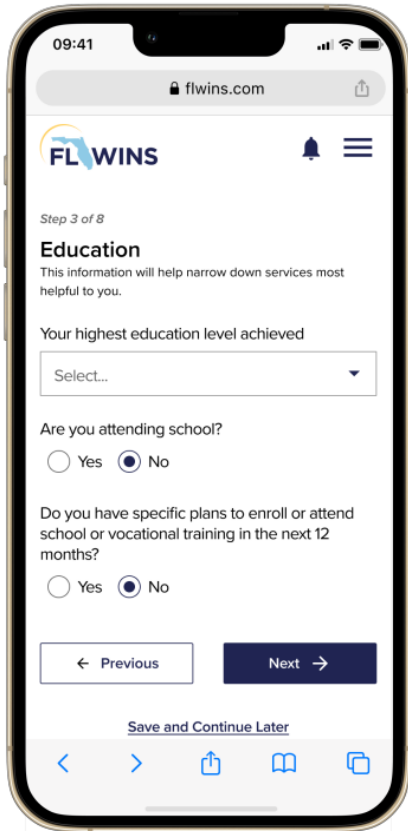 09:41
flwins.com
FL WINS
Step 3 of 8
Education
This information will help narrow down services most
helpful to you.
Your highest education level achieved
Select...
Are you attending school?
Yes No
Do you have specific plans to enroll or attend
school or vocational training in the next 12
months?
Yes No
Previous Next
Save and Continue Later